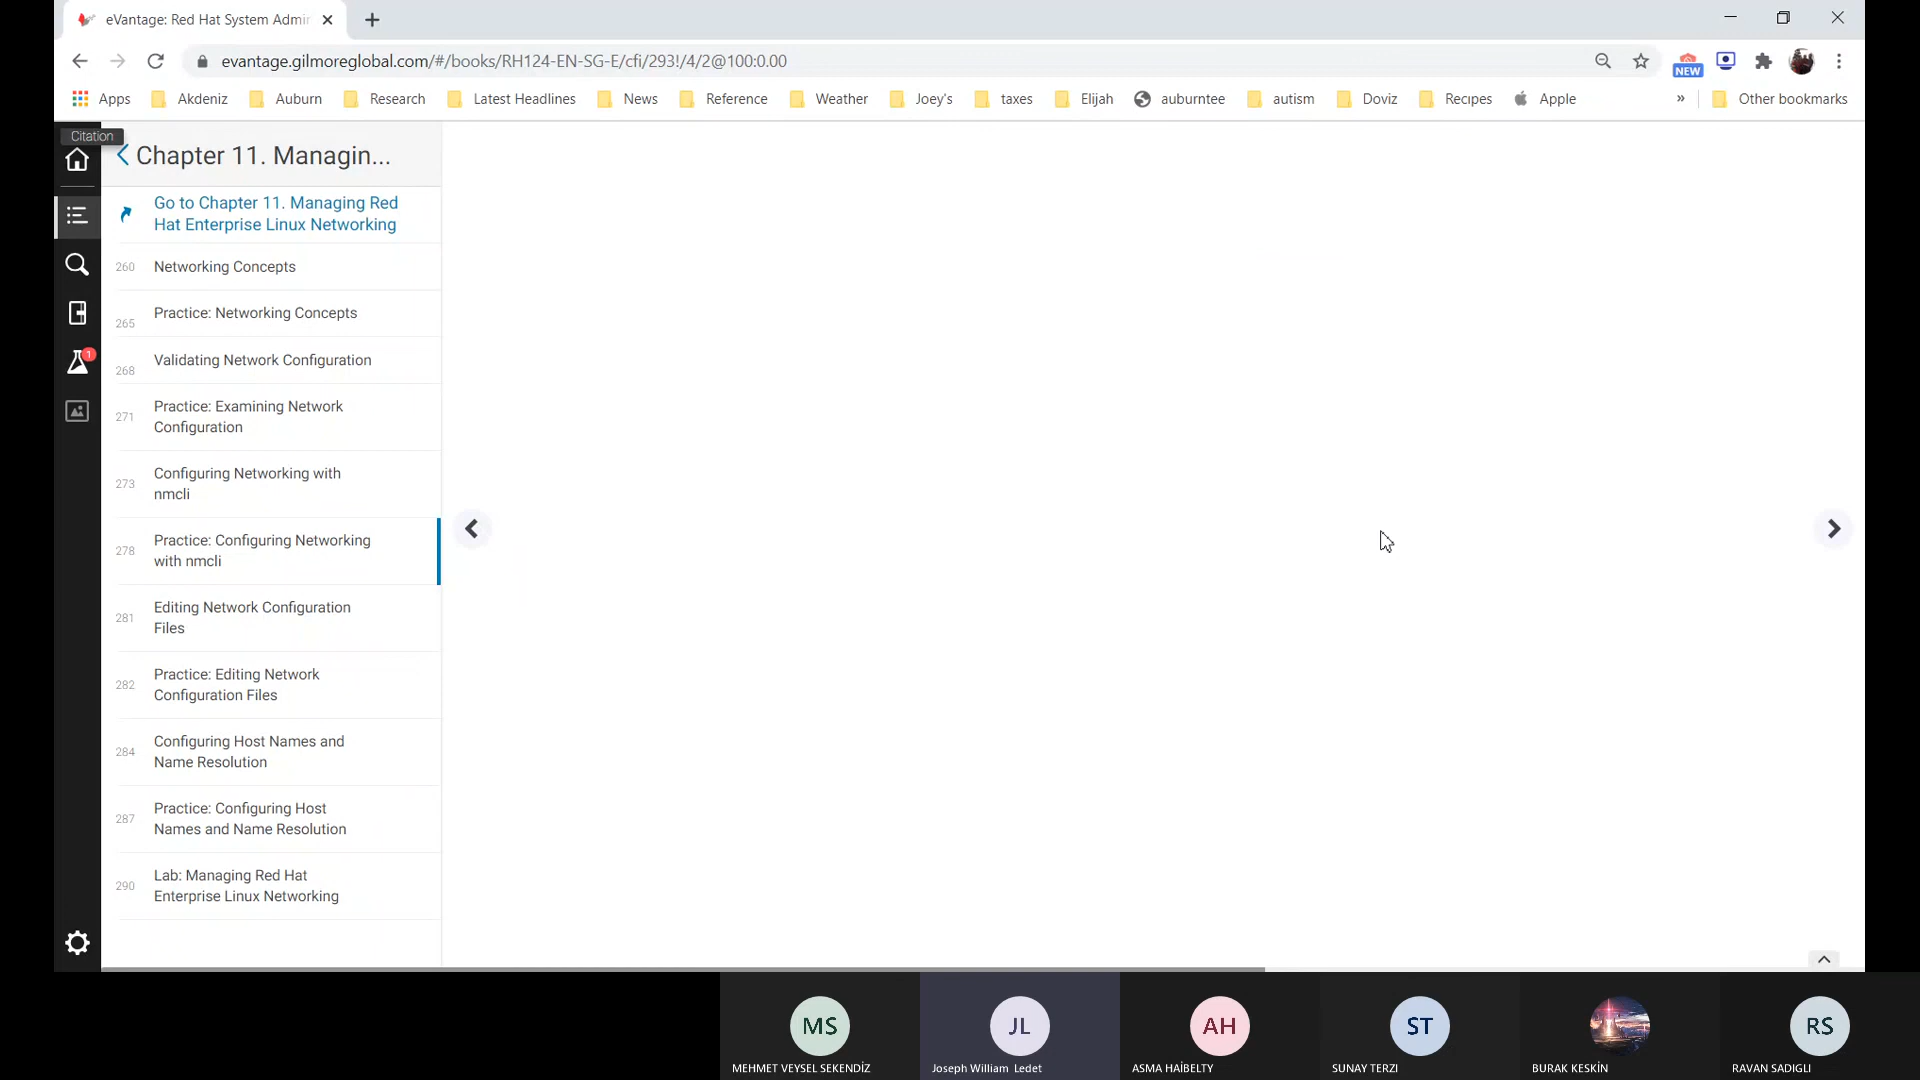 eVantage: Red Hat System Admi
evantage.gilmoreglobal.com/#/books/RH124-EN-SG-E/cfi/293!/4/2@100:0.00
NEW
Apps
Akdeniz
Auburn
Research
Latest Headlines
News
Reference
Weather
Joey's
taxes
Elijah
auburntee
autism
Doviz
Recipes
Apple
»
Other bookmarks
Citation
Chapter 11. Managin...
Go to Chapter 11. Managing Red
Hat Enterprise Linux Networking
260 Networking Concepts
265 Practice: Networking Concepts
268 Validating Network Configuration
271 Practice: Examining Network
Configuration
273 Configuring Networking with
nmcli
278 Practice: Configuring Networking
with nmcli
281 Editing Network Configuration
Files
282 Practice: Editing Network
Configuration Files
284 Configuring Host Names and
Name Resolution
287 Practice: Configuring Host
Names and Name Resolution
290 Lab: Managing Red Hat
Enterprise Linux Networking
1
MS
JL
AH
ST
RS
MEHMET VEYSEL SEKENDİZ
Joseph William Ledet
ASMA HAİBELTY
SUNAY TERZI
BURAK KESKİN
RAVAN SADIGLI